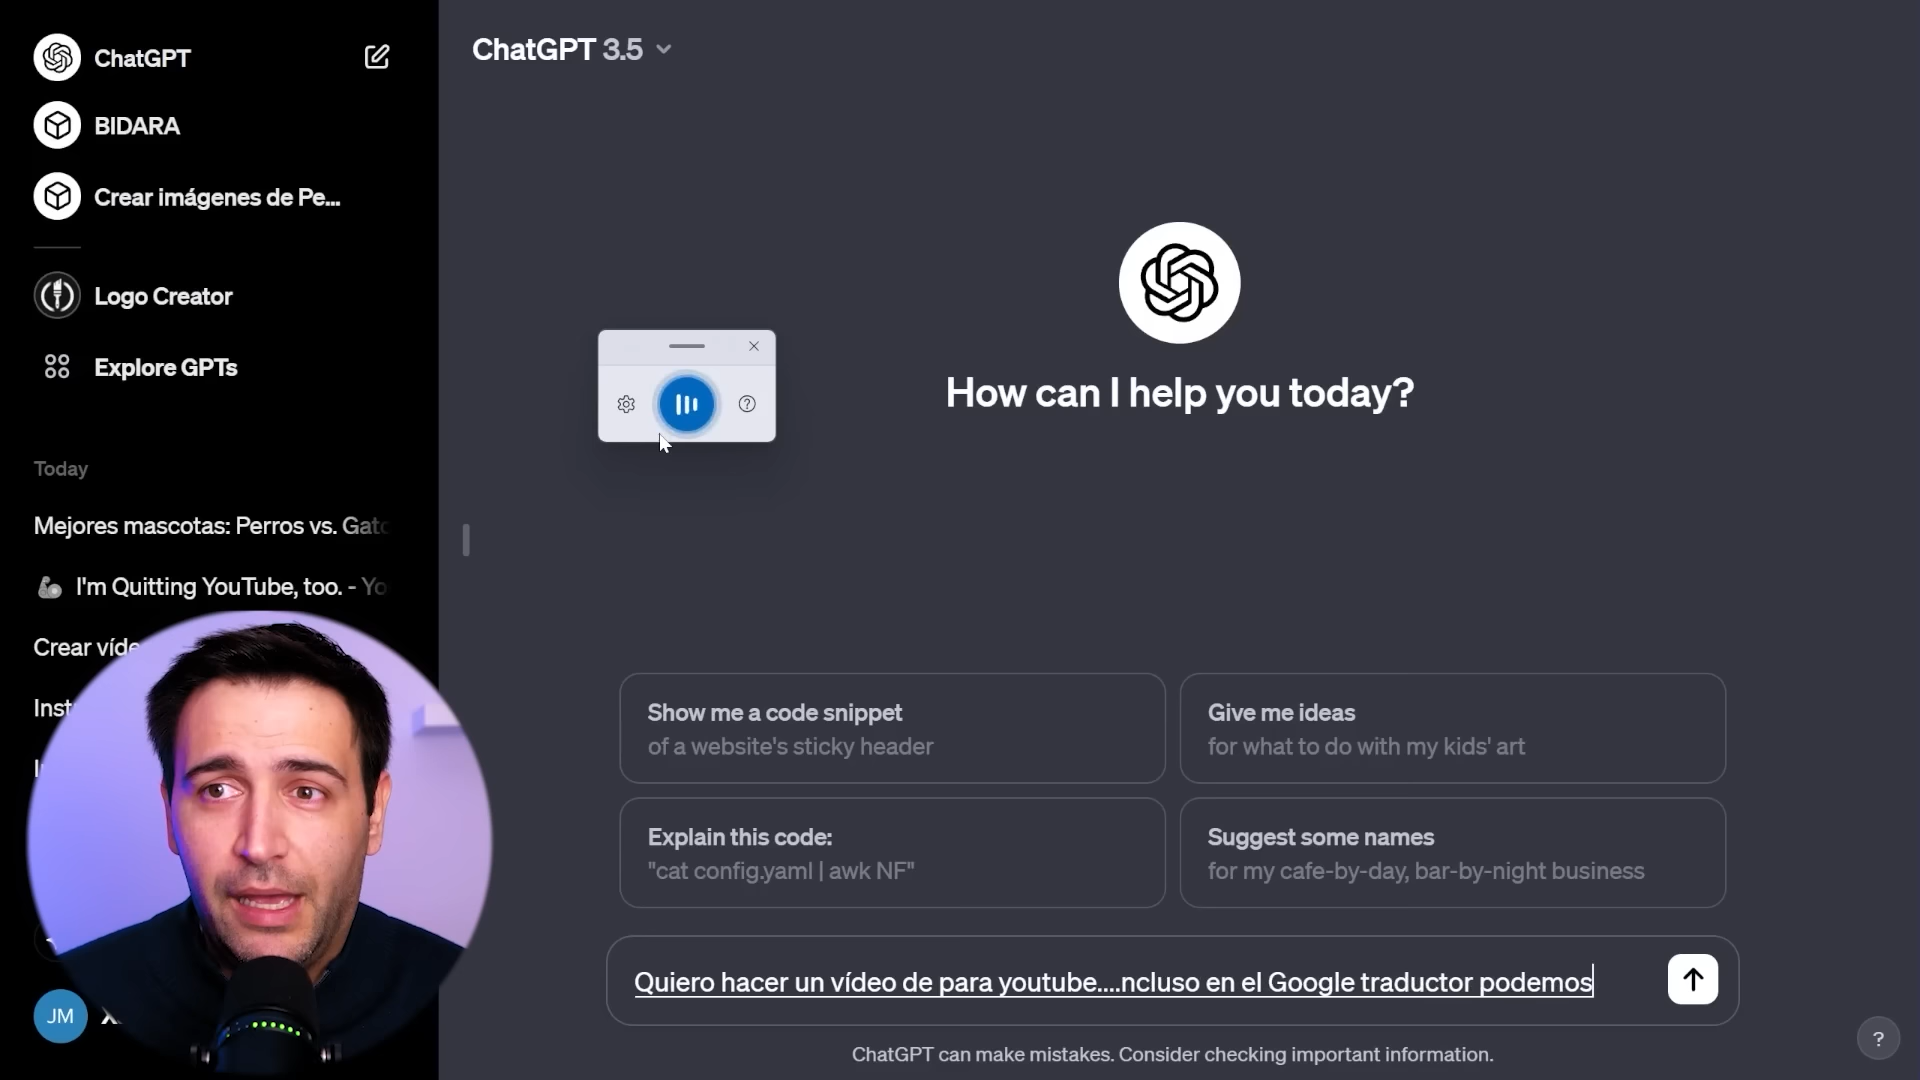 ChatGPT
BIDARA
Crear imágenes de Pe...
Logo Creator
Explore GPTs
Today
Mejores mascotas: Perros vs. Gato
I'm Quitting YouTube, too. - Yo
Crear víde
Inst
JM
ChatGPT 3.5
How can I help you today?
Show me a code snippet
of a website's sticky header
Give me ideas
for what to do with my kids' art
Explain this code:
"cat config.yaml | awk NF"
Suggest some names
for my cafe-by-day, bar-by-night business
Quiero hacer un vídeo de para youtube....ncluso en el Google traductor podemos
ChatGPT can make mistakes. Consider checking important information.
?